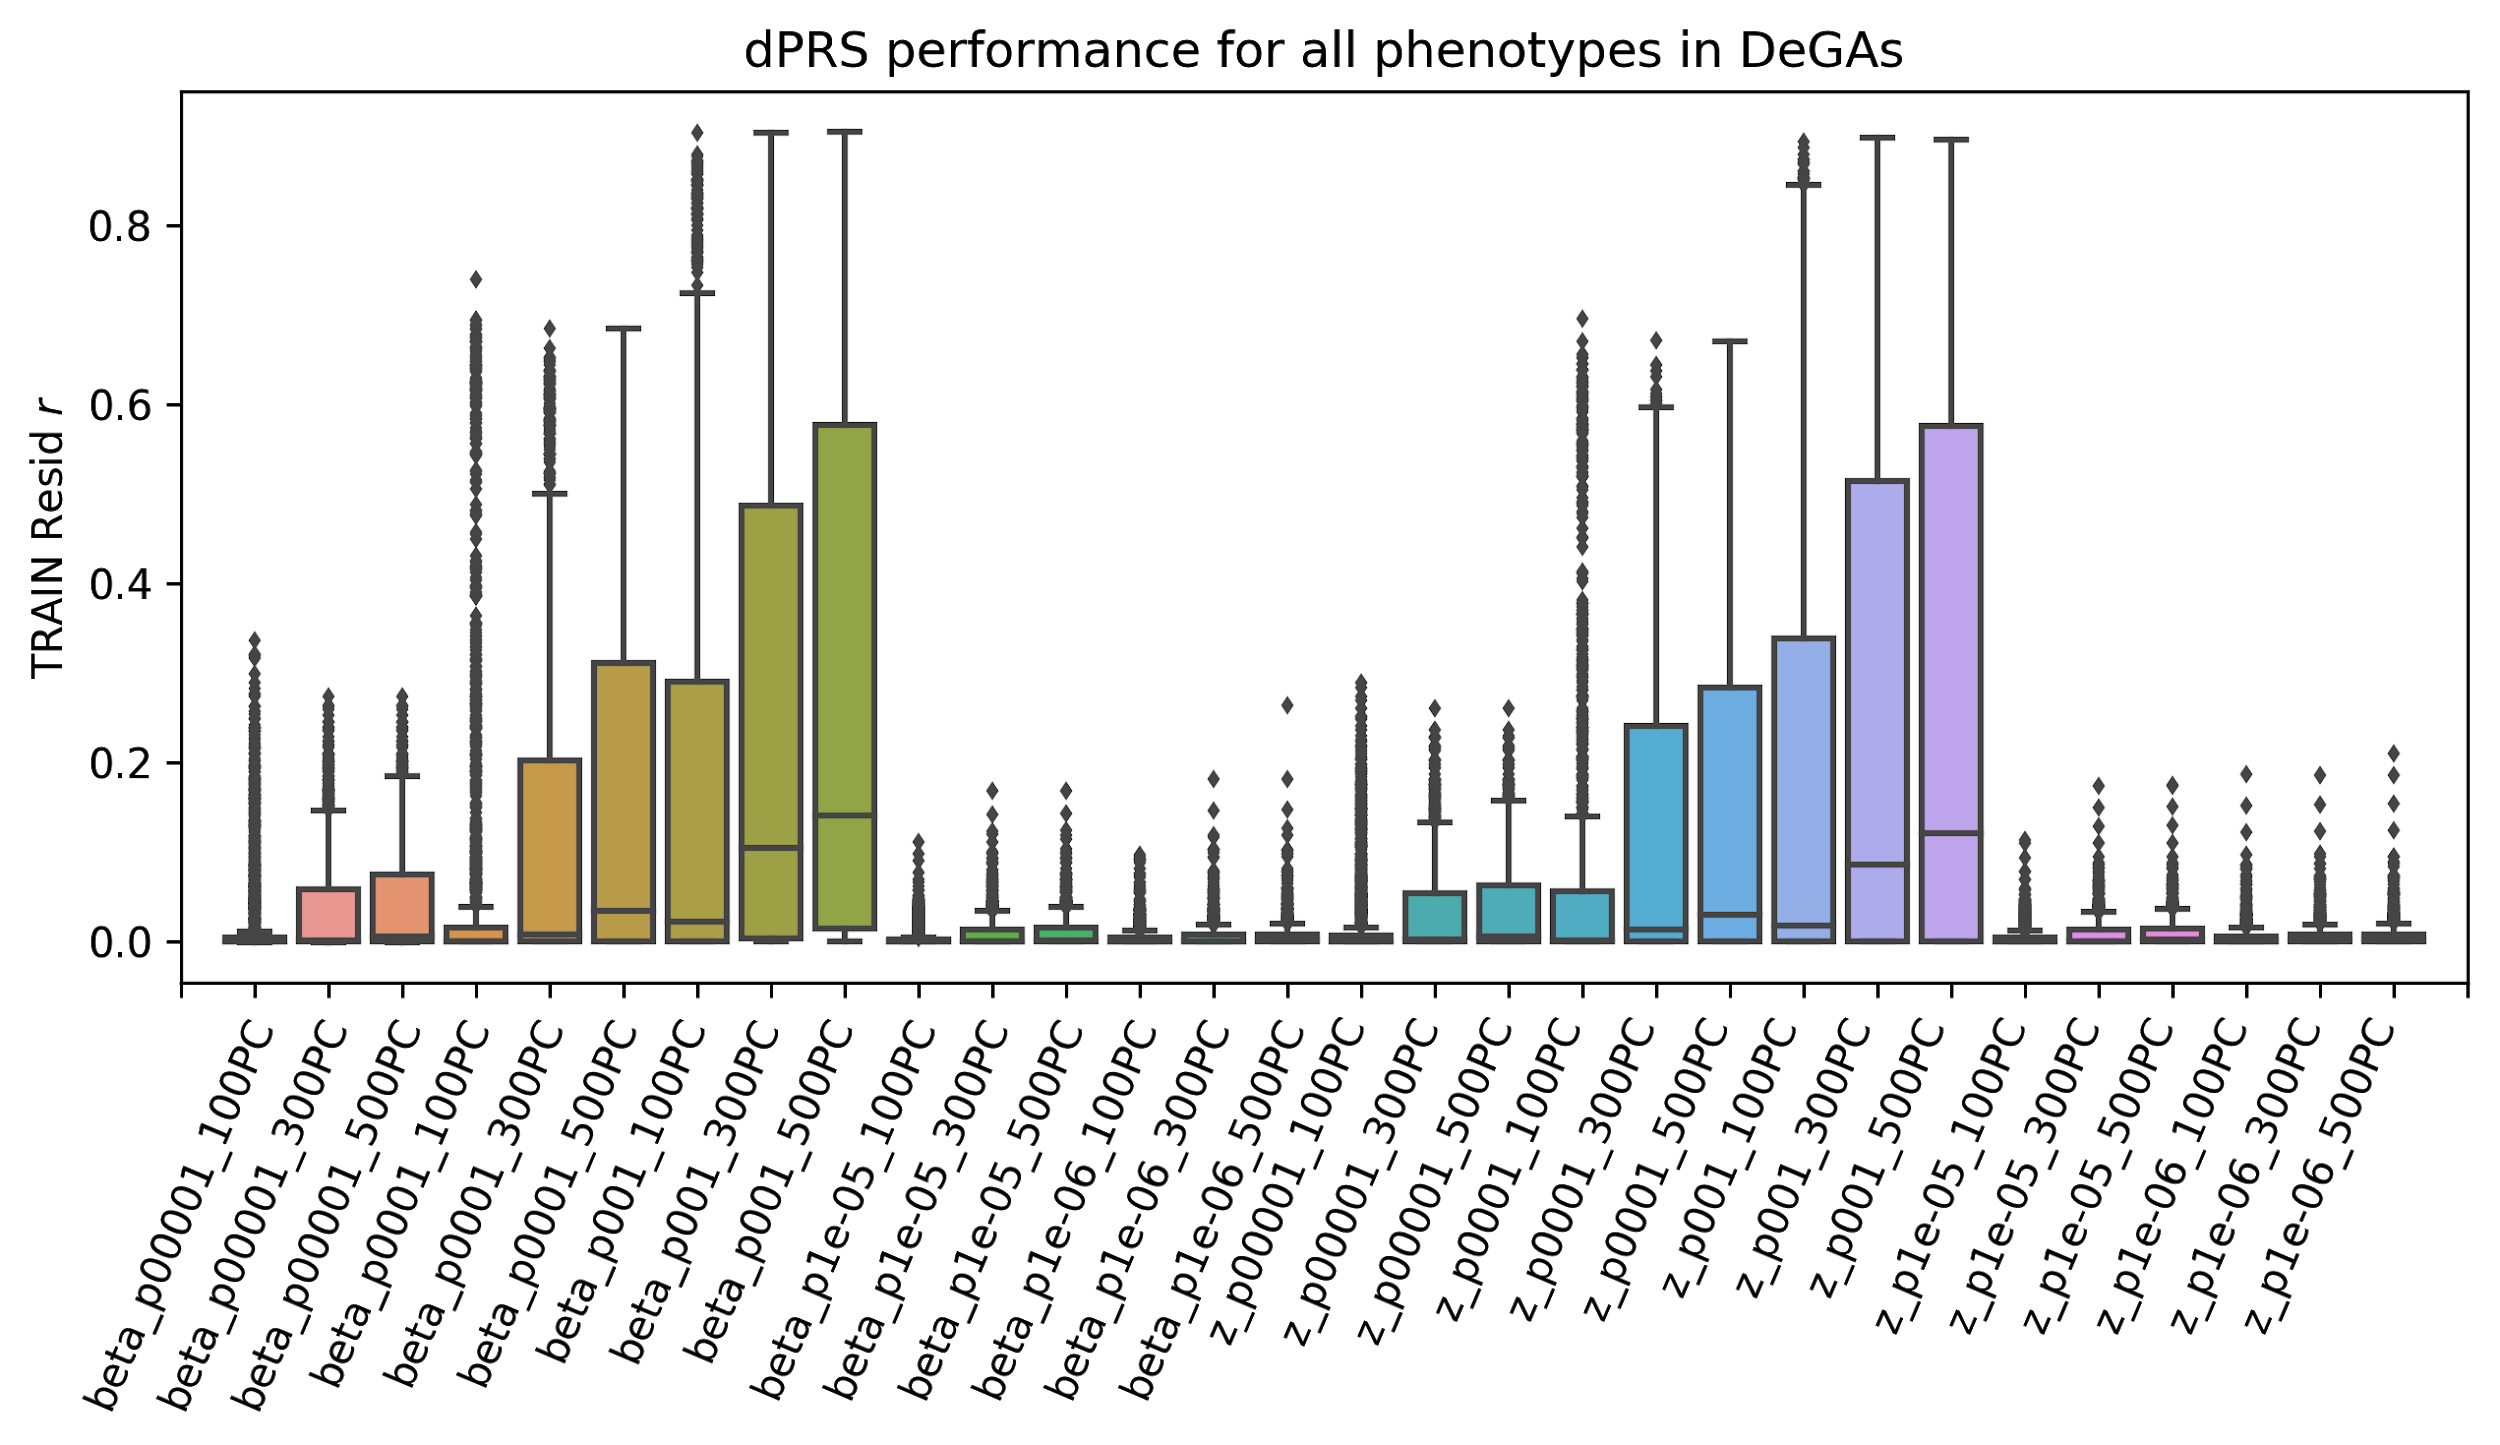 dPRS performance for all phenotypes in DeGAs
TRAIN Resid r
0.8
0.6
0.4
0.2
0.0
beta_p00001_100PC
beta_p00001_300PC
beta_p00001_500PC
beta_p0001_100PC
beta_p0001_300PC
beta_p0001_500PC
beta_p001_100PC
beta_p001_300PC
beta_p001_500PC
beta_p1e-05_100PC
beta_p1e-05_300PC
beta_p1e-05_500PC
beta_p1e-06_100PC
beta_p1e-06_300PC
beta_p1e-06_500PC
z_p00001_100PC
z_p00001_300PC
z_p00001_500PC
z_p0001_100PC
z_p0001_300PC
z_p0001_500PC
z_p001_100PC
z_p001_300PC
z_p001_500PC
z_p1e-05_100PC
z_p1e-05_300PC
z_p1e-05_500PC
z_p1e-06_100PC
z_p1e-06_300PC
z_p1e-06_500PC